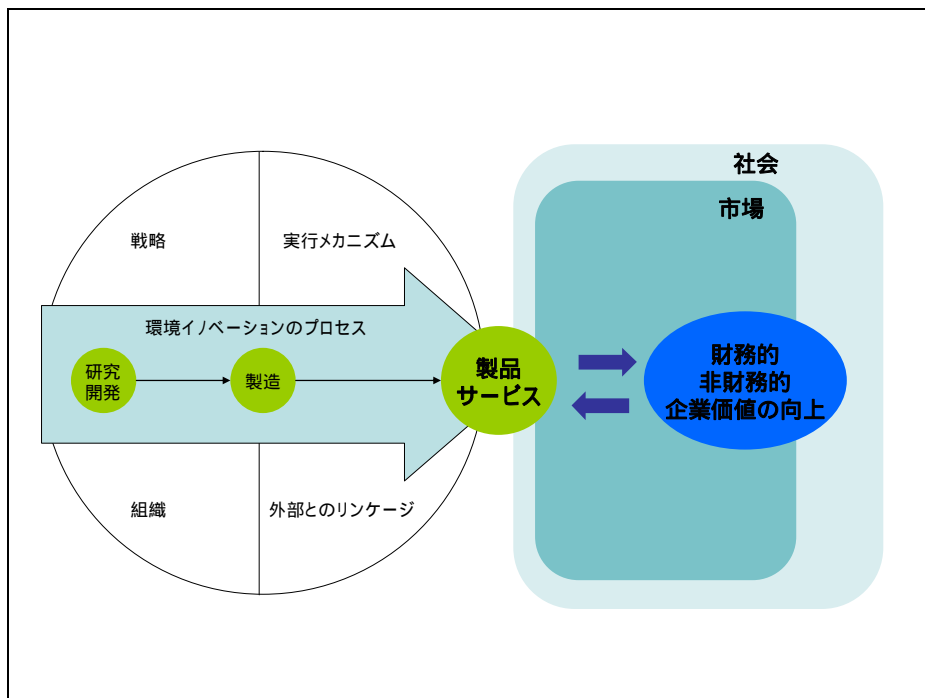 社会
市場
戦略
実行メカニズム
環境イノベーションのプロセス
研究
開発
製造
製品
サービス
財務的
非財務的
企業価値の向上
組織
外部とのリンケージ